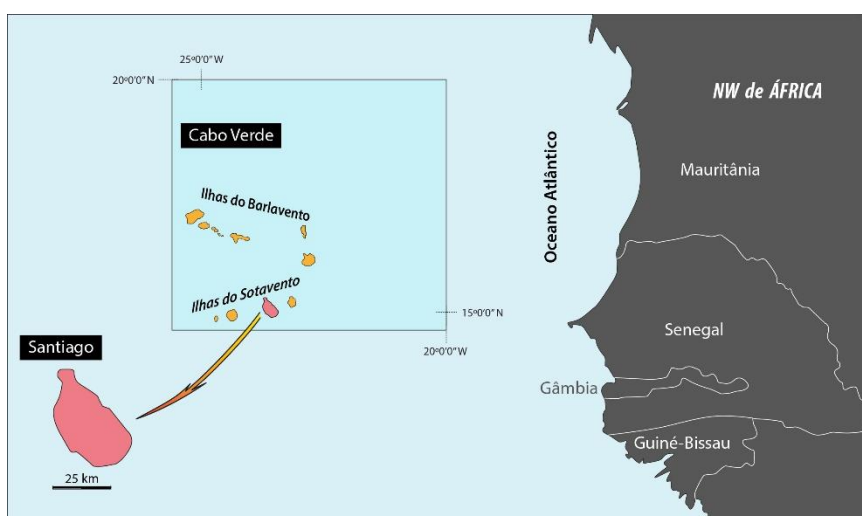 25º0'0"W
20º0'0"N
NW de ÁFRICA
Cabo Verde
Mauritânia
Oceano Atlântico
Ilhas do Barlavento
Ilhas do Sotavento
15º0'0"N
Senegal
Santiago
20º0'0"W
Gâmbia
Guiné-Bissau
25 km